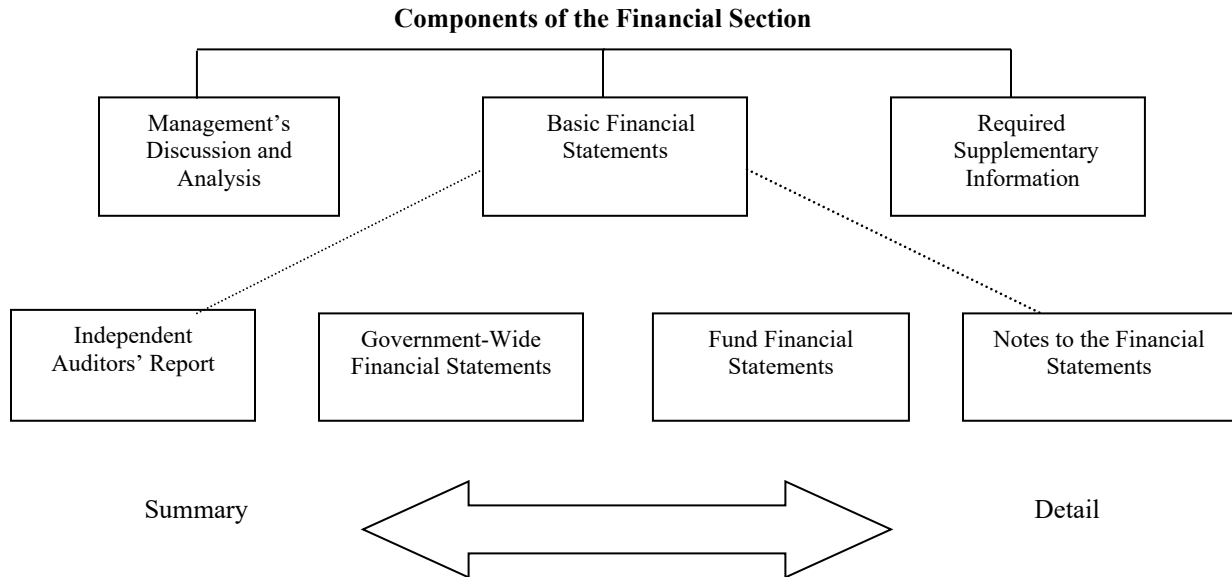 Components of the Financial Section
Management’s
Discussion and
Analysis
Basic Financial
Statements
Required
Supplementary
Information
Independent
Auditors’ Report
Government-Wide
Financial Statements
Fund Financial
Statements
Notes to the Financial
Statements
Summary
Detail